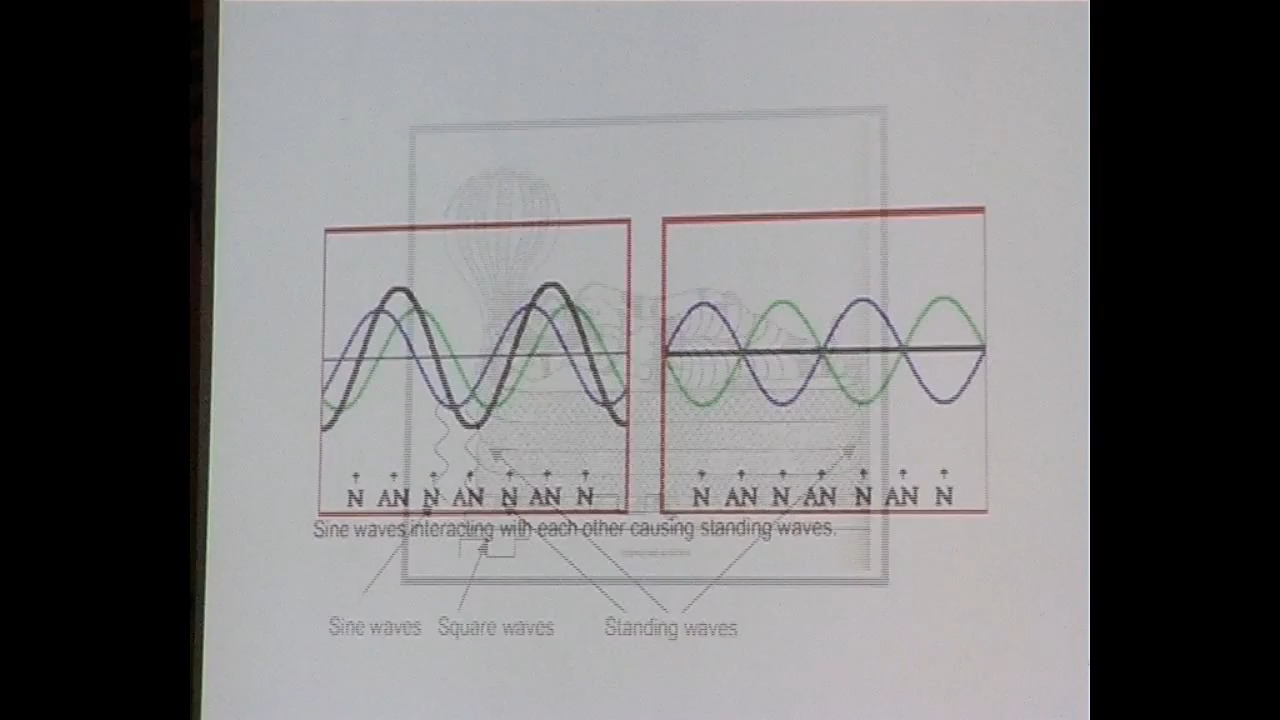 N AN N AN N AN N
N AN N AN N AN N
Sine waves interacting with each other causing standing waves.
Sine waves Square waves Standing waves